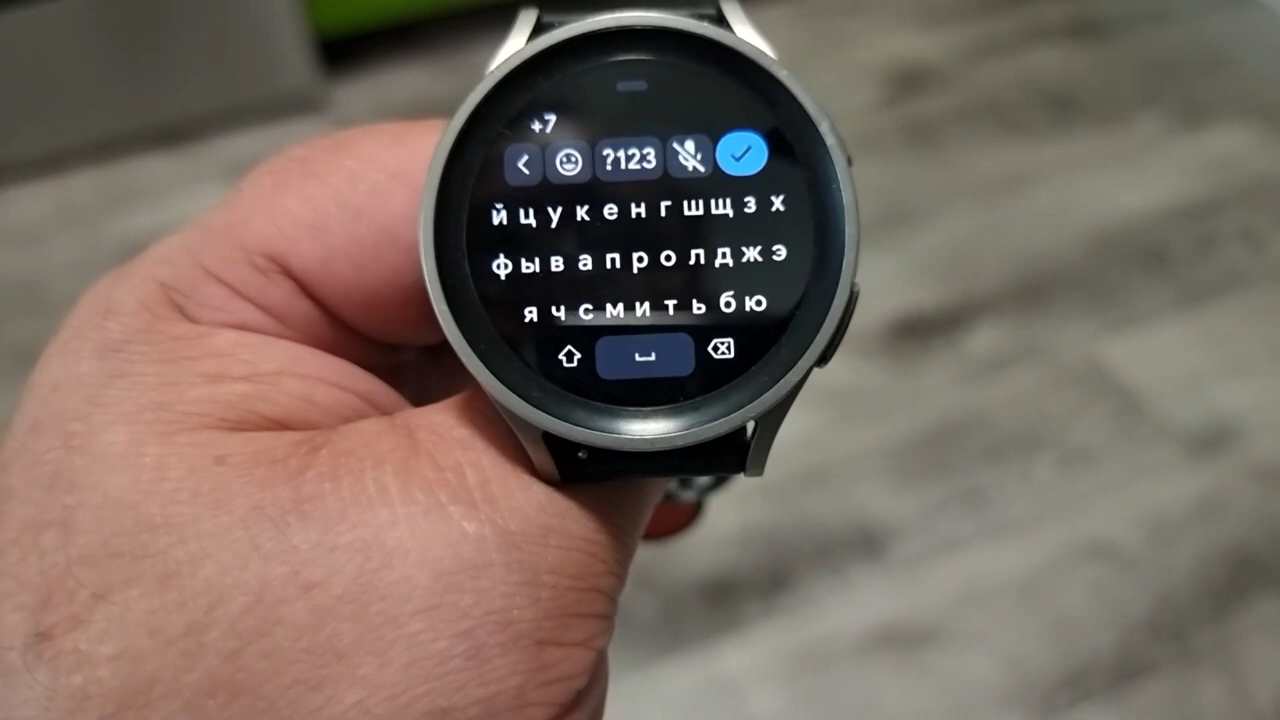 +7
?123
й ц у к е н г ш щ з х
ф ы в а п р о л д ж э
я ч с м и т ь б ю